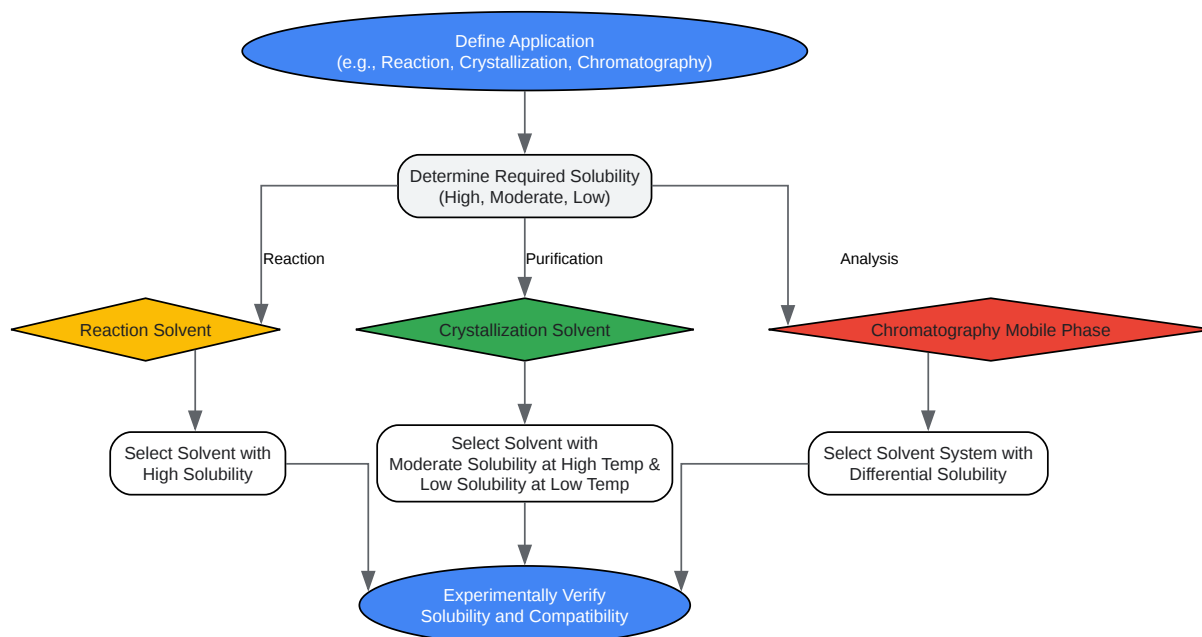 Define Application
(e.g., Reaction, Crystallization, Chromatography)
Determine Required Solubility
(High, Moderate, Low)
Reaction
Purification
Analysis
Reaction Solvent
Crystallization Solvent
Chromatography Mobile Phase
Select Solvent with
High Solubility
Select Solvent with
Moderate Solubility at High Temp &
Low Solubility at Low Temp
Select Solvent System with
Differential Solubility
Experimentally Verify
Solubility and Compatibility